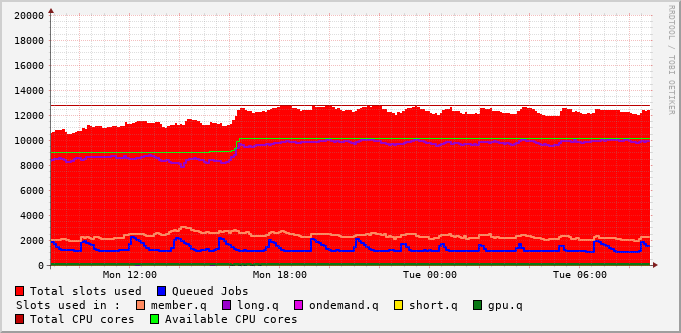 20000
18000
16000
14000
12000
10000
8000
6000
4000
2000
0
Mon 12:00 Mon 18:00 Tue 00:00 Tue 06:00
RRDTOOL / TOBI OETIKER
Total slots used Queued Jobs
Slots used in : member.q long.q ondemand.q short.q gpu.q
Total CPU cores Available CPU cores